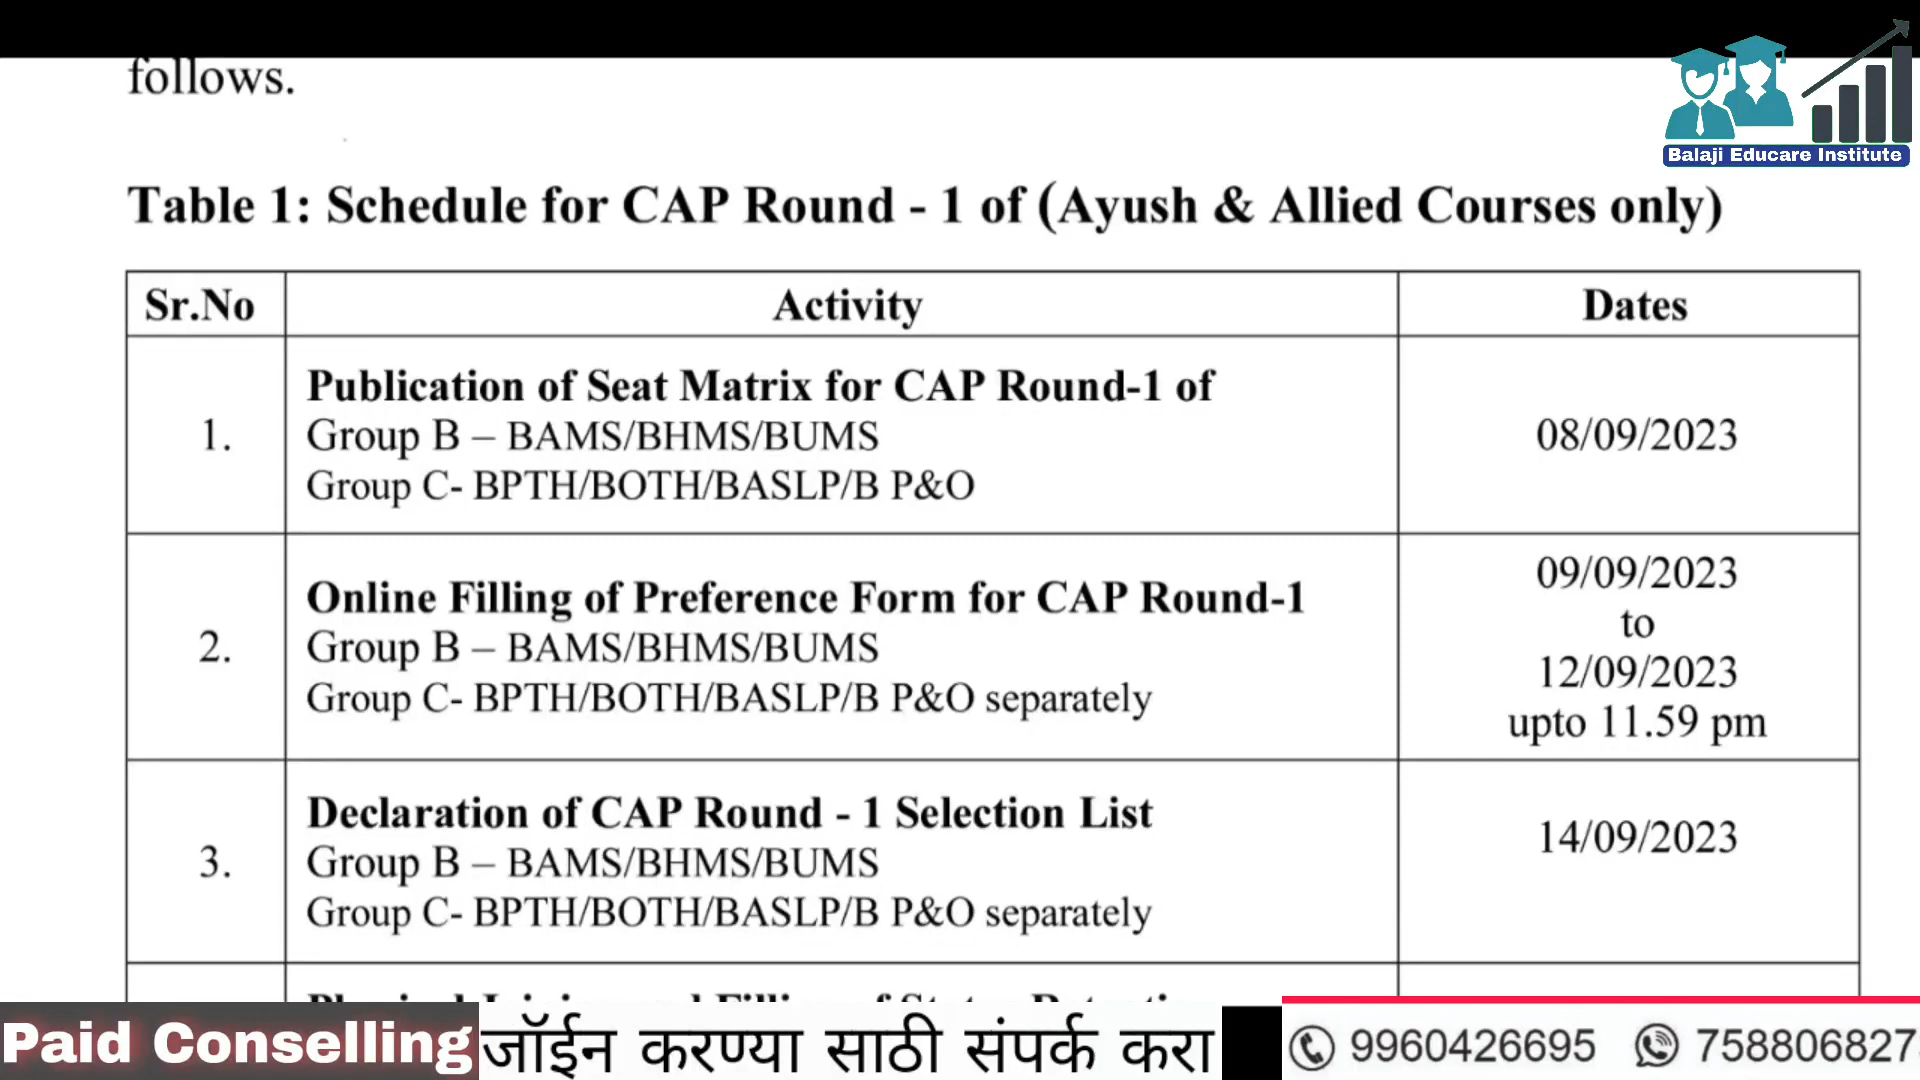 follows.
Balaji Educare Institute
Table 1: Schedule for CAP Round - 1 of (Ayush & Allied Courses only)
Sr.No
Activity
Dates
1.
Publication of Seat Matrix for CAP Round-1 of
Group B – BAMS/BHMS/BUMS
Group C- BPTH/BOTH/BASLP/B P&O
08/09/2023
2.
Online Filling of Preference Form for CAP Round-1
Group B – BAMS/BHMS/BUMS
Group C- BPTH/BOTH/BASLP/B P&O separately
09/09/2023
to
12/09/2023
upto 11.59 pm
3.
Declaration of CAP Round - 1 Selection List
Group B – BAMS/BHMS/BUMS
Group C- BPTH/BOTH/BASLP/B P&O separately
14/09/2023
Paid Conselling
जॉईन करण्या साठी संपर्क करा
9960426695